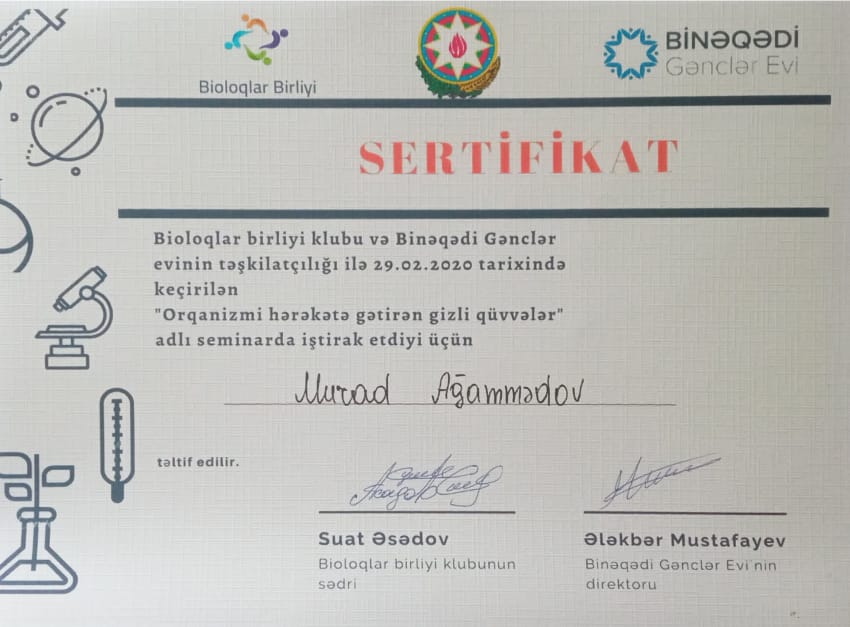 Bioloqlar Birliyi
BİNƏQƏDİ
Gənclər Evi
SERTİFİKAT
Bioloqlar birliyi klubu və Binəqədi Gənclər
evinin təşkilatçılığı ilə 29.02.2020 tarixində
keçirilən
"Orqanizmi hərəkətə gətirən gizli qüvvələr"
adlı seminarda iştirak etdiyi üçün
Murad Ağammədov
təltif edilir.
Suat Əsədov
Bioloqlar birliyi klubunun
sədri
Ələkbər Mustafayev
Binəqədi Gənclər Evi'nin
direktoru